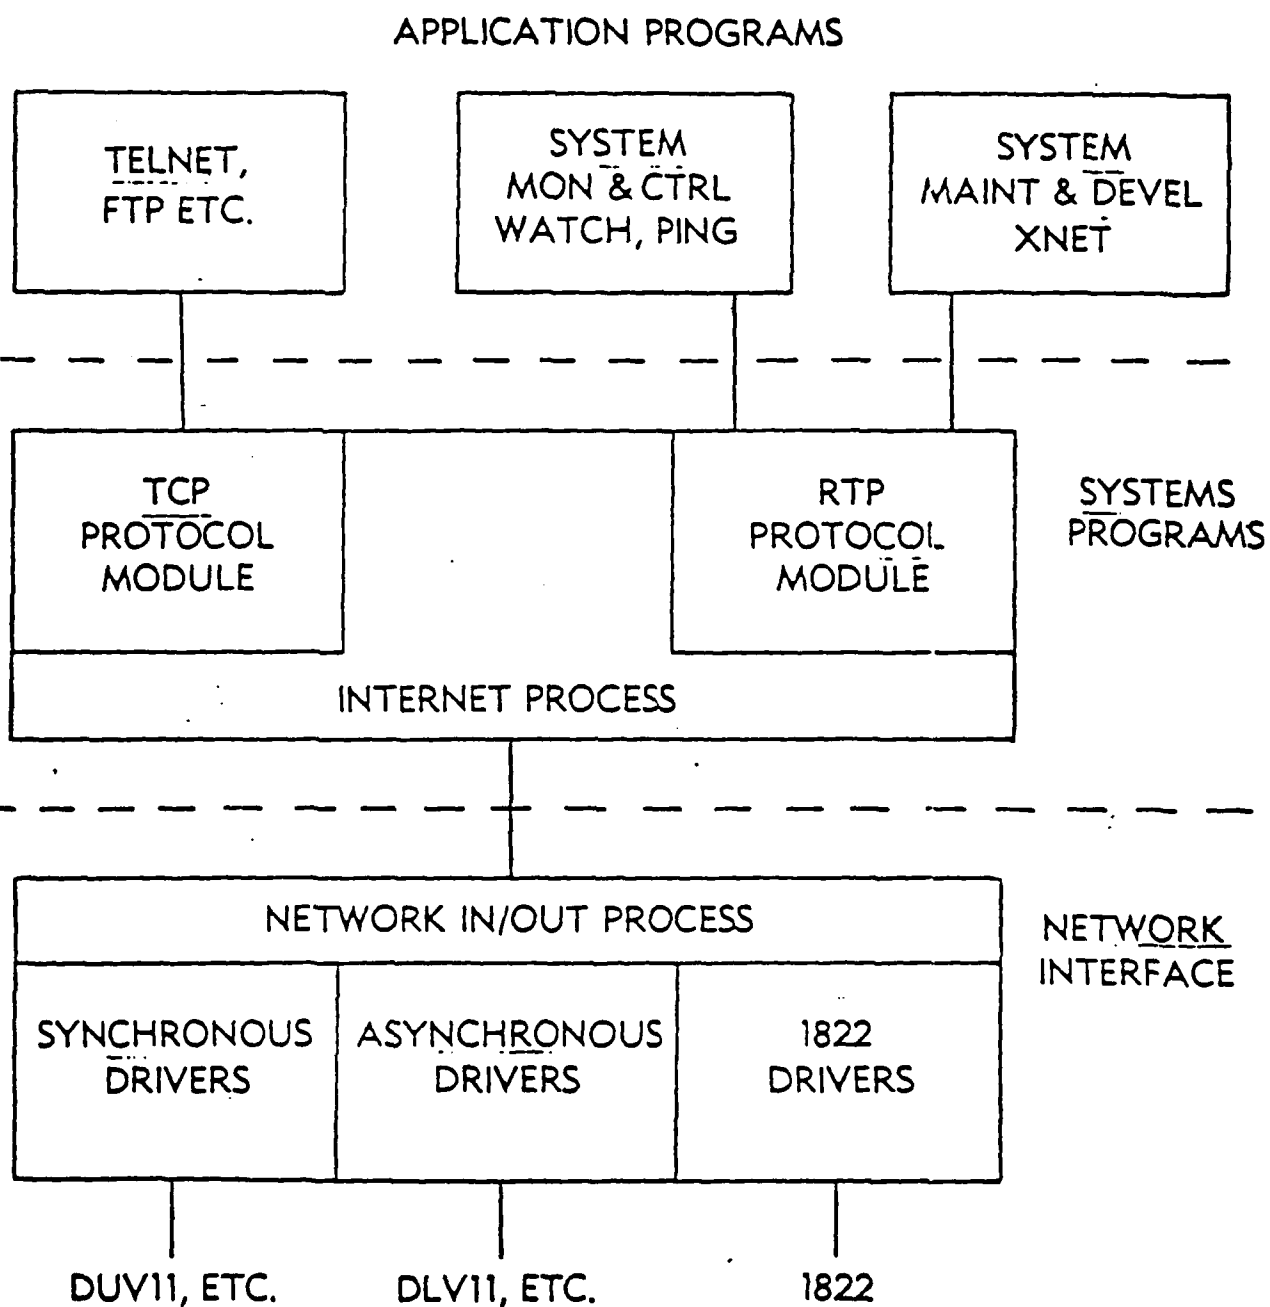 APPLICATION PROGRAMS
TELNET,
FTP ETC.
SYSTEM
MON & CTRL
WATCH, PING
SYSTEM
MAINT & DEVEL
XNET
TCP
PROTOCOL
MODULE
RTP
PROTOCOL
MODULE
SYSTEMS
PROGRAMS
INTERNET PROCESS
NETWORK IN/OUT PROCESS
NETWORK
INTERFACE
SYNCHRONOUS
DRIVERS
ASYNCHRONOUS
DRIVERS
1822
DRIVERS
DUV11, ETC.
DLV11, ETC.
1822